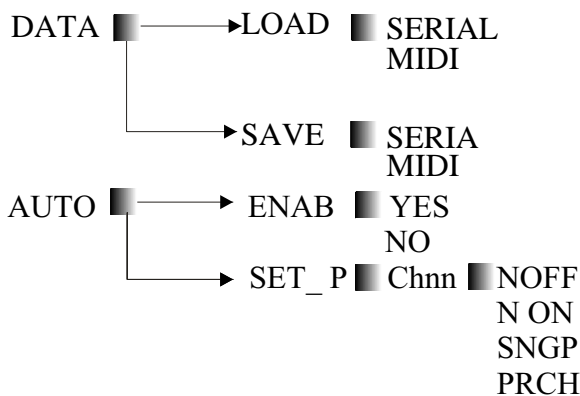 DATA LOAD SERIAL
MIDI
SAVE SERIA
MIDI
AUTO ENAB YES
NO
SET_ P Chnn NOFF
N ON
SNGP
PRCH